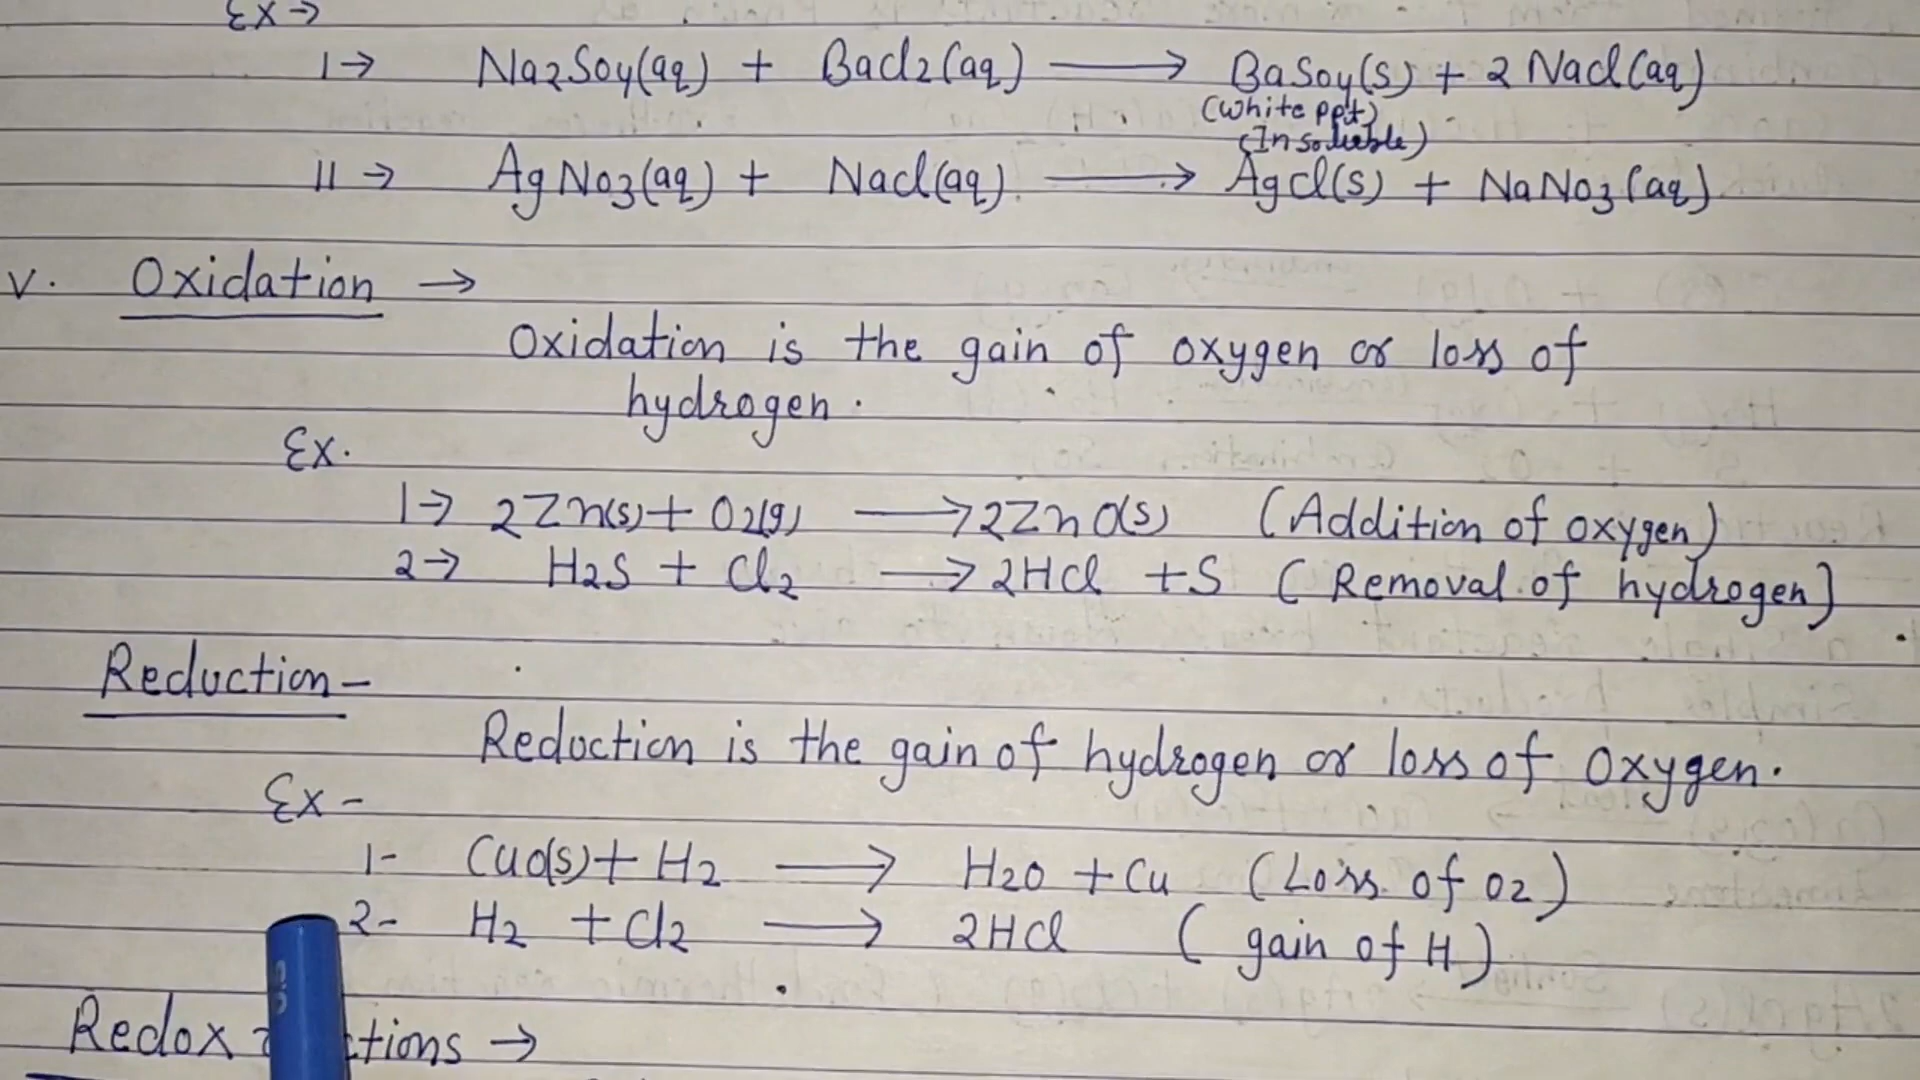 Ex →
1→ Na2So4(aq) + Bacl2(aq) ⟶ BaSo4(s) + 2 Nacl(aq)
(White ppt)
(Insoluble)
11→ AgNo3(aq) + Nacl(aq) ⟶ Agcl(s) + NaNo3(aq)
V. Oxidation →
Oxidation is the gain of oxygen or loss of
hydrogen.
Ex.
1→ 2Zn(s) + O2(g) ⟶ 2ZnO(s) (Addition of oxygen)
2→ H2S + Cl2 ⟶ 2HCl + S (Removal of hydrogen)
Reduction -
Reduction is the gain of hydrogen or loss of oxygen.
Ex -
1- CuO(s) + H2 ⟶ H2O + Cu (Loss of O2)
2- H2 + Cl2 ⟶ 2HCl (gain of H)
Redox →